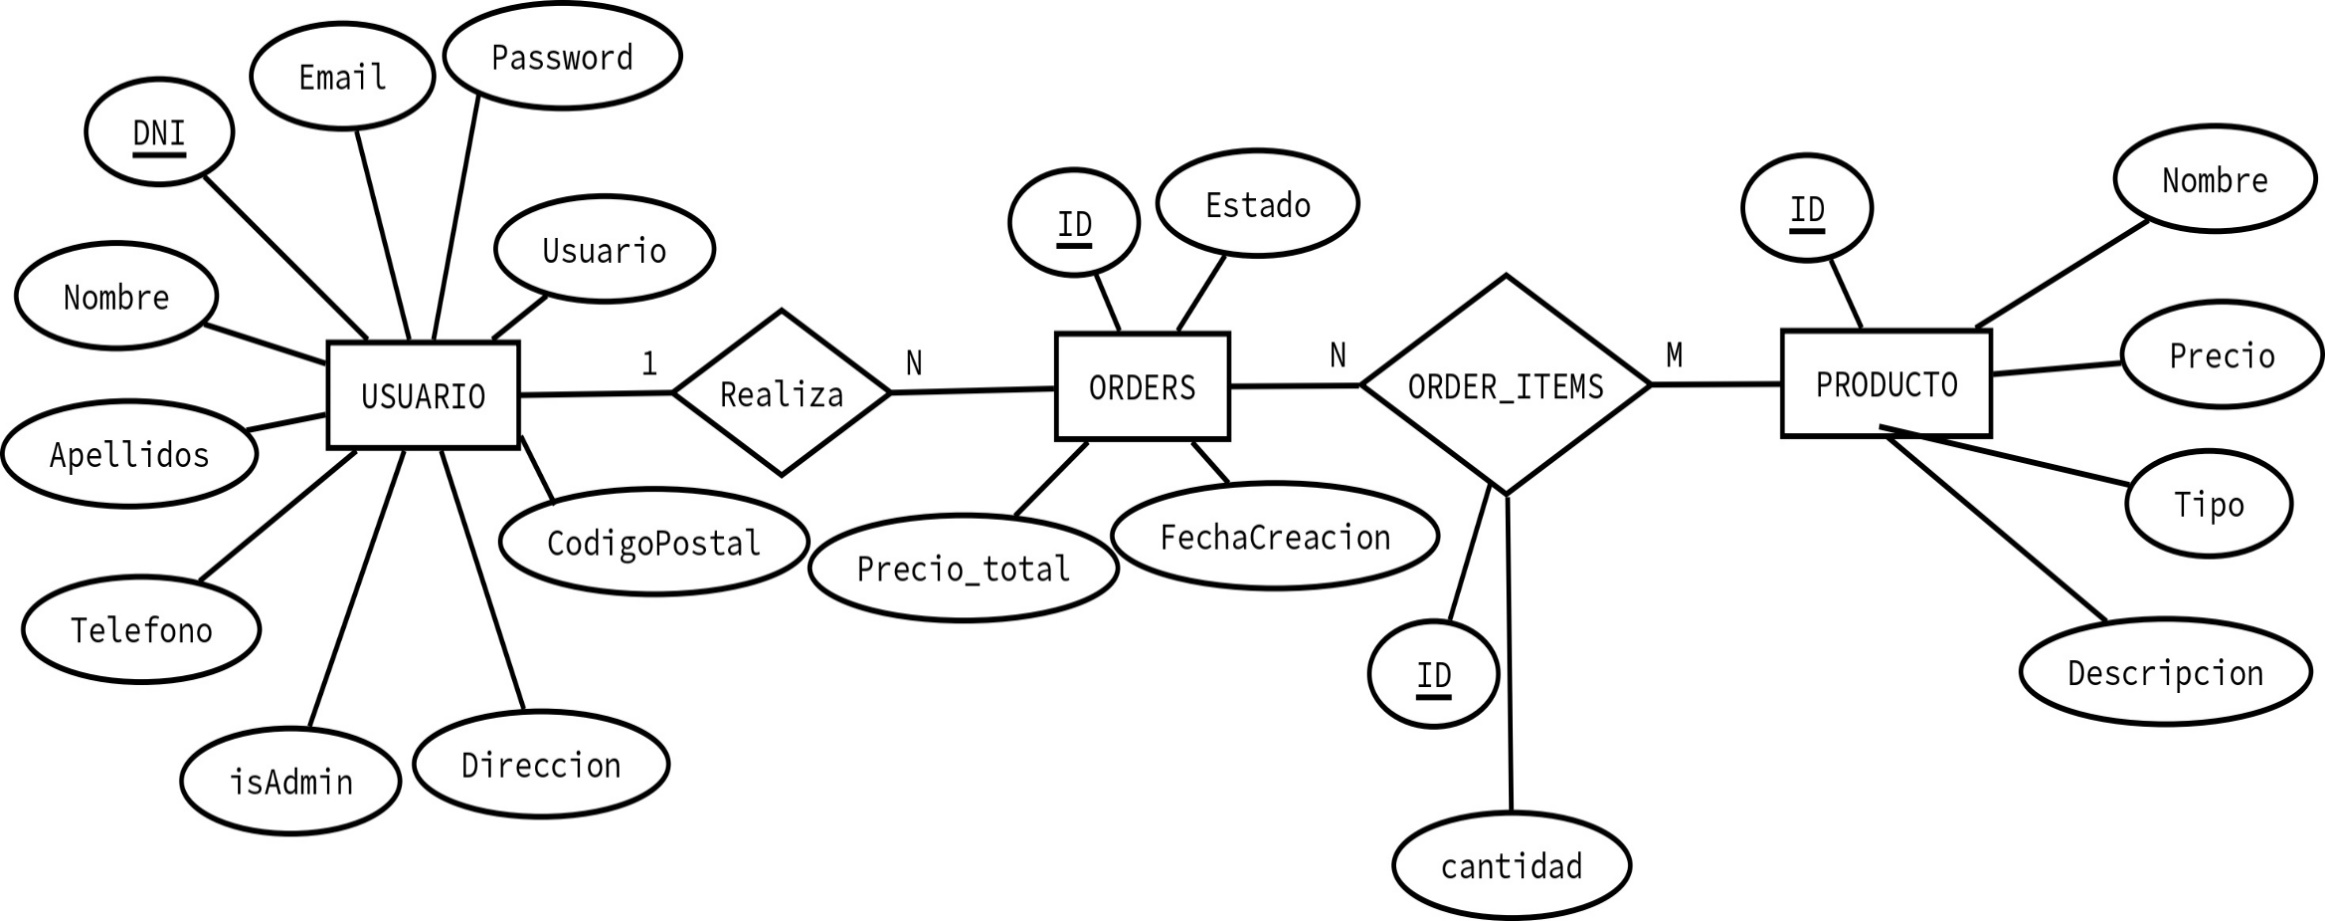 Password
Email
DNI
Nombre
Usuario
Apellidos
USUARIO
Telefono
isAdmin
Direccion
CodigoPostal
1
Realiza
N
ID
Estado
ORDERS
Precio_total
FechaCreacion
N
ORDER_ITEMS
M
ID
cantidad
ID
Nombre
PRODUCTO
Precio
Tipo
Descripcion